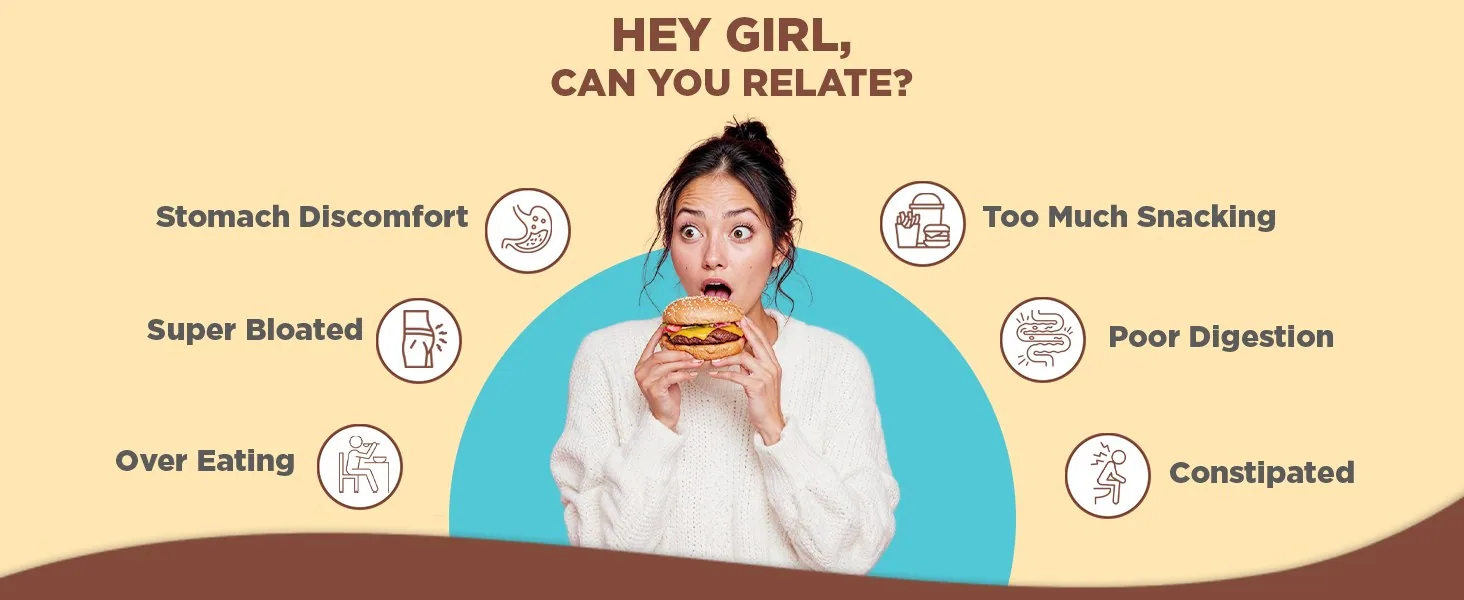 HEY GIRL,
CAN YOU RELATE?
Stomach Discomfort
Super Bloated
Over Eating
Too Much Snacking
Poor Digestion
Constipated